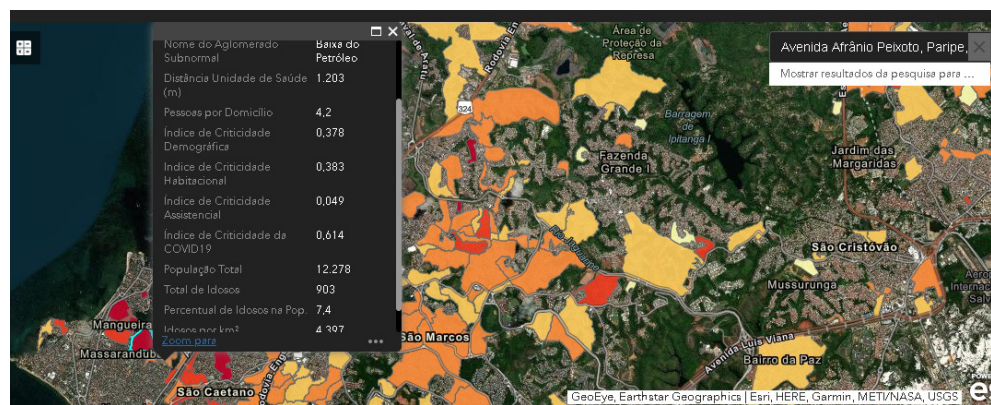 Nome do Aglomerado
Subnormal
Baixa do
Petróleo
Distância Unidade de Saúde
(m)
1.203
Pessoas por Domicílio
4,2
Índice de Criticidade
Demográfica
0,378
Índice de Criticidade
Habitacional
0,383
Índice de Criticidade
Assistencial
0,049
Índice de Criticidade da
COVID19
0,614
População Total
12.278
Total de Idosos
903
Percentual de Idosos na Pop.
7,4
Idosos por km²
4.397
Zoom para
Avenida Afrânio Peixoto, Paripe,
Mostrar resultados da pesquisa para ...
Área de
Proteção da
Represa
324
Barragem
de
Ipitanga I
Fazenda
Grande I
Jardim das
Margaridas
São Cristóvão
Mussurunga
Mangueira
São Marcos
Avenida Luis Viana
Bairro da Paz
São Caetano
GeoEye, Earthstar Geographics | Esri, HERE, Garmin, METI/NASA, USGS